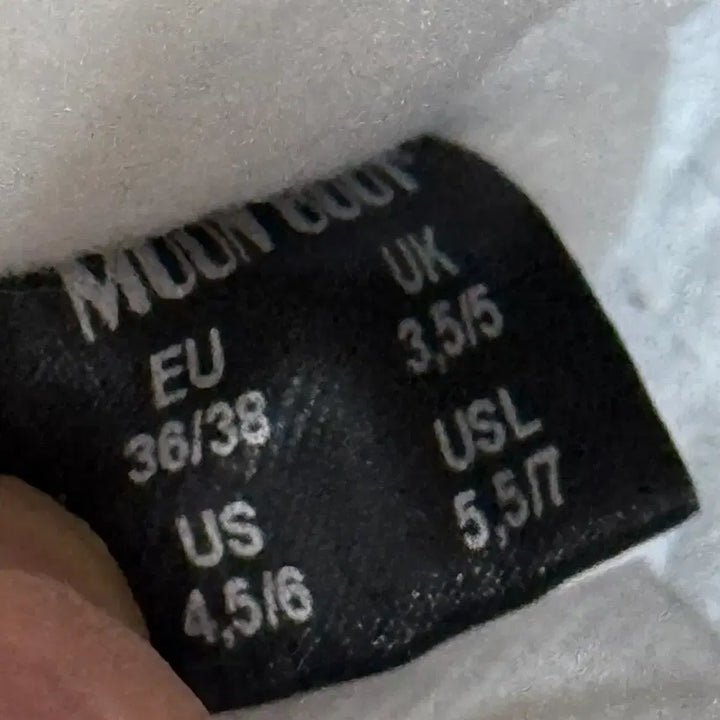 MOON BOOT
EU
36/38
UK
3,5/5
US
4,5/6
USL
5,5/7